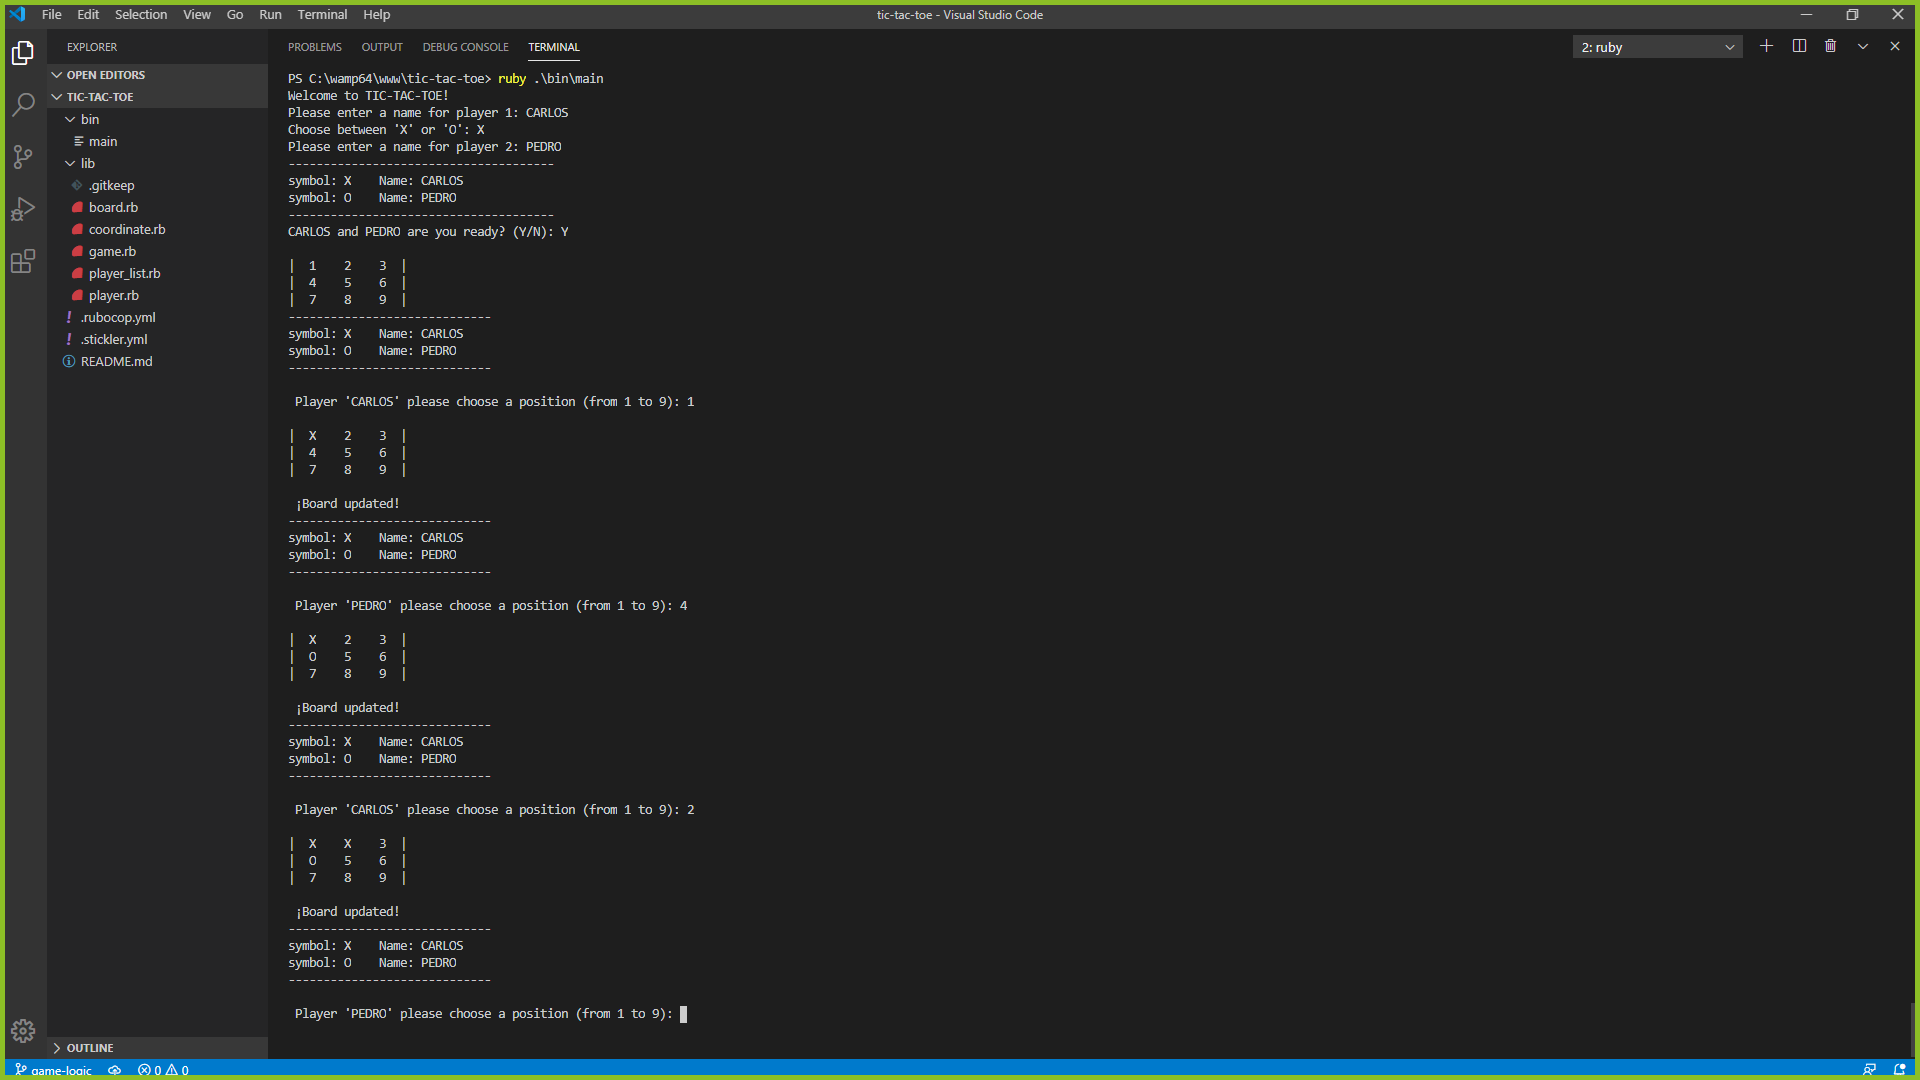 File Edit Selection View Go Run Terminal Help
tic-tac-toe - Visual Studio Code
EXPLORER
OPEN EDITORS
TIC-TAC-TOE
bin
main
lib
.gitkeep
board.rb
coordinate.rb
game.rb
player_list.rb
player.rb
! .rubocop.yml
! .stickler.yml
README.md
OUTLINE
PROBLEMS OUTPUT DEBUG CONSOLE TERMINAL
2: ruby
PS C:\wamp64\www\tic-tac-toe> ruby .\bin\main
Welcome to TIC-TAC-TOE!
Please enter a name for player 1: CARLOS
Choose between 'X' or 'O': X
Please enter a name for player 2: PEDRO
--------------------------------------
symbol: X    Name: CARLOS
symbol: O    Name: PEDRO
--------------------------------------
CARLOS and PEDRO are you ready? (Y/N): Y
|  1    2    3  |
|  4    5    6  |
|  7    8    9  |
-----------------------------
symbol: X    Name: CARLOS
symbol: O    Name: PEDRO
-----------------------------
Player 'CARLOS' please choose a position (from 1 to 9): 1
|  X    2    3  |
|  4    5    6  |
|  7    8    9  |
¡Board updated!
-----------------------------
symbol: X    Name: CARLOS
symbol: O    Name: PEDRO
-----------------------------
Player 'PEDRO' please choose a position (from 1 to 9): 4
|  X    2    3  |
|  O    5    6  |
|  7    8    9  |
¡Board updated!
-----------------------------
symbol: X    Name: CARLOS
symbol: O    Name: PEDRO
-----------------------------
Player 'CARLOS' please choose a position (from 1 to 9): 2
|  X    X    3  |
|  O    5    6  |
|  7    8    9  |
¡Board updated!
-----------------------------
symbol: X    Name: CARLOS
symbol: O    Name: PEDRO
-----------------------------
Player 'PEDRO' please choose a position (from 1 to 9):
game-logic 0 0